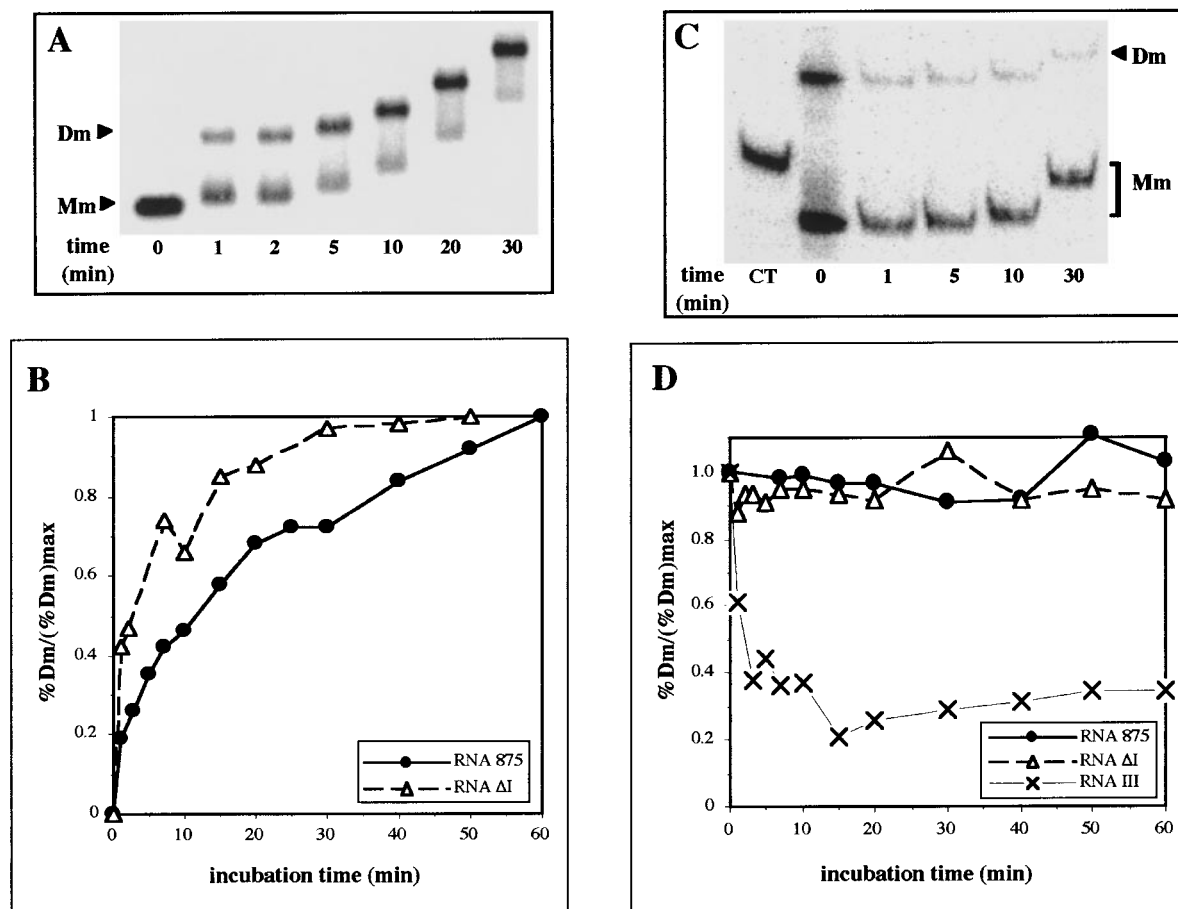 A
Dm
Mm
time 0 1 2 5 10 20 30
(min)
C
Dm
Mm
time CT 0 1 5 10 30
(min)
B
%Dm/(%Dm)max
1
0.8
0.6
0.4
0.2
0
0 10 20 30 40 50 60
RNA 875
RNA ΔI
incubation time (min)
D
%Dm/(%Dm)max
1.0
0.8
0.6
0.4
0.2
0
0 10 20 30 40 50 60
RNA 875
RNA ΔI
RNA III
incubation time (min)